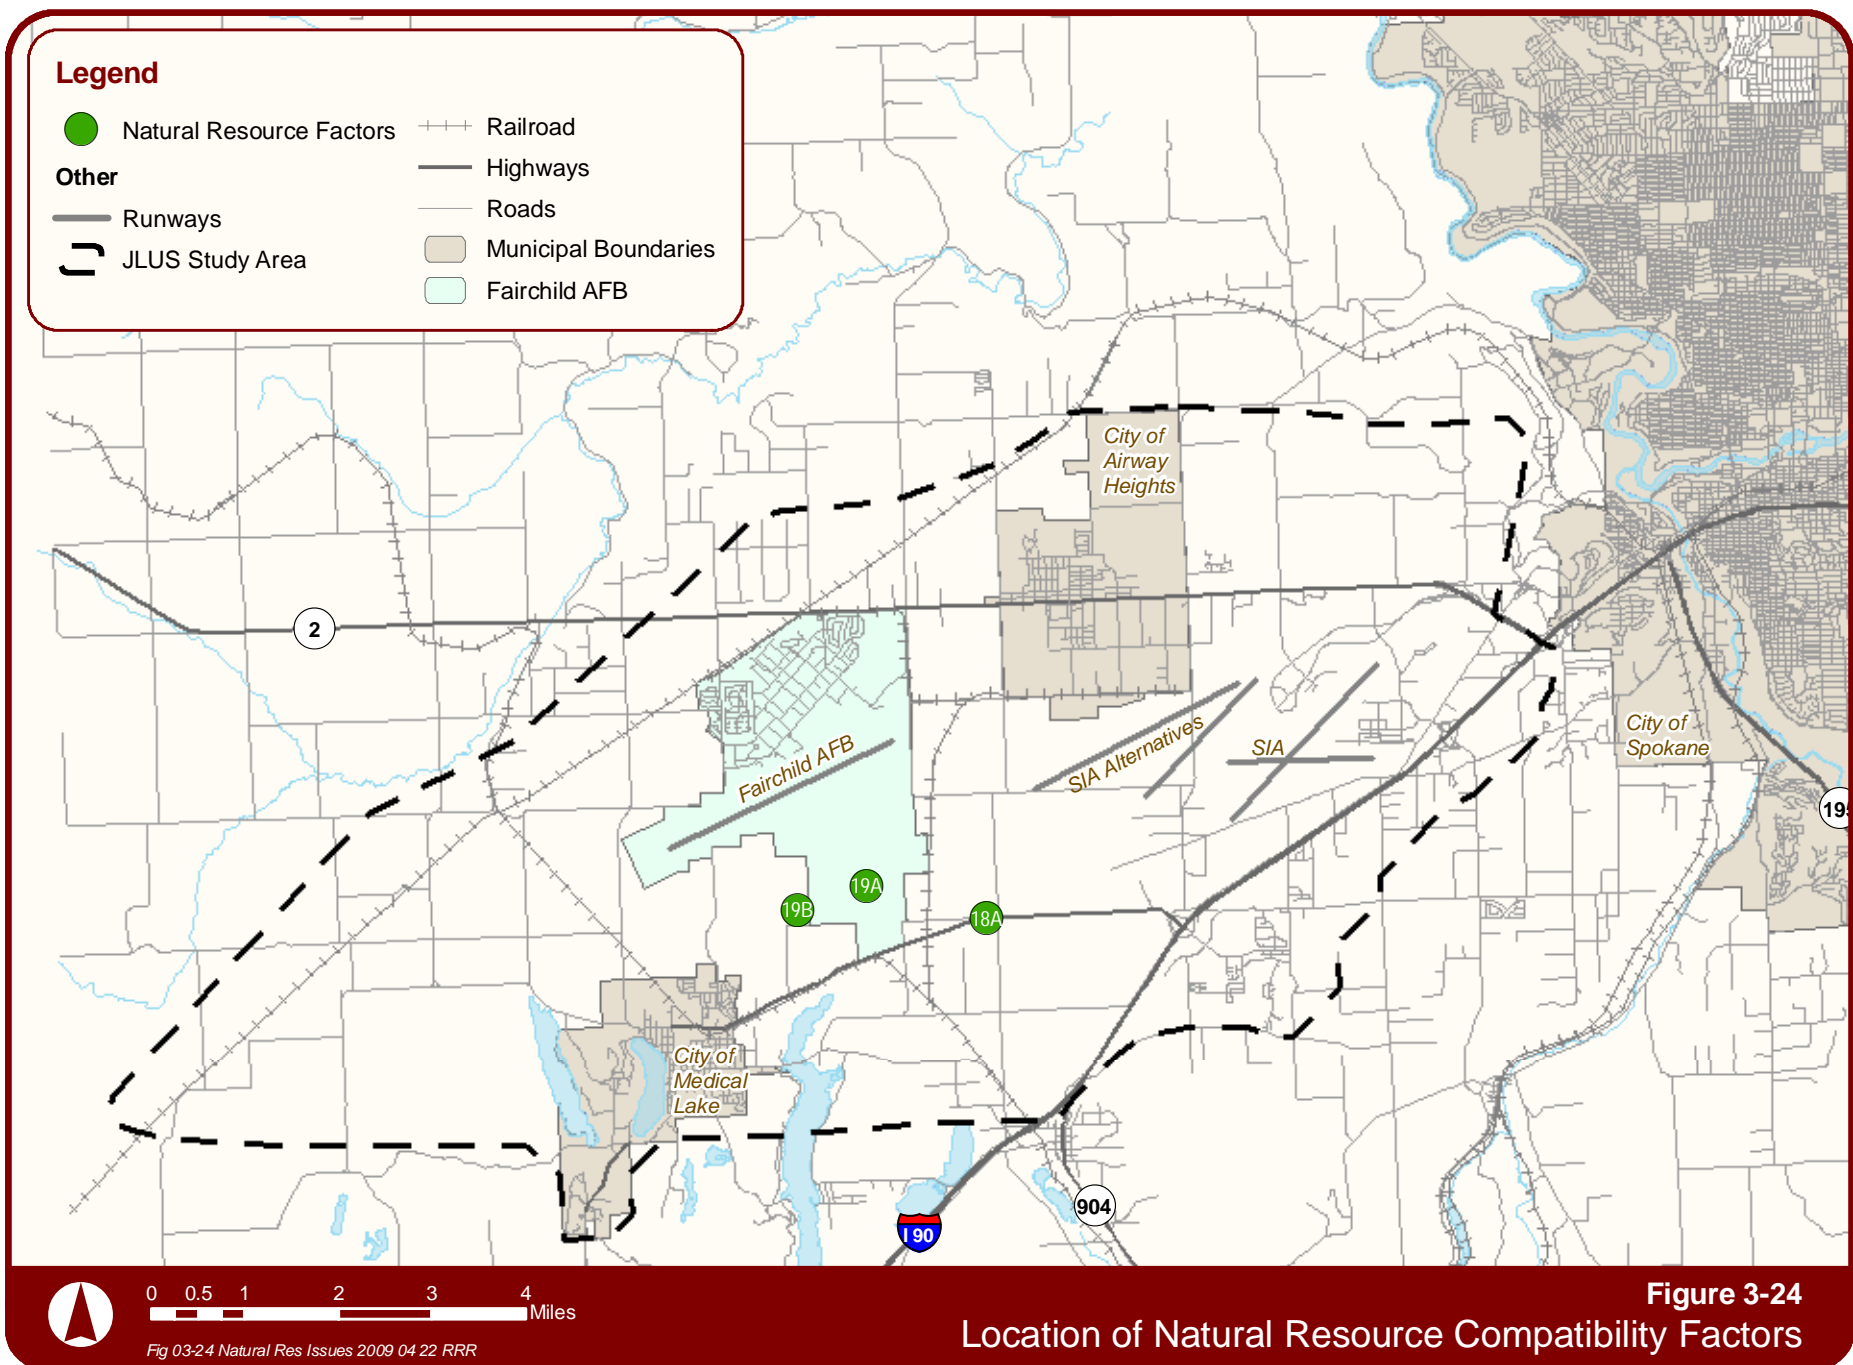 Legend
Natural Resource Factors
Other
Runways
JLUS Study Area
Railroad
Highways
Roads
Municipal Boundaries
Fairchild AFB
City of
Airway
Heights
2
City of
Spokane
SIA Alternatives
SIA
Fairchild AFB
195
19A
19B
18A
City of
Medical
Lake
904
I 90
0 0.5 1 2 3 4
Miles
Fig 03-24 Natural Res Issues 2009 04 22 RRR
Figure 3-24
Location of Natural Resource Compatibility Factors